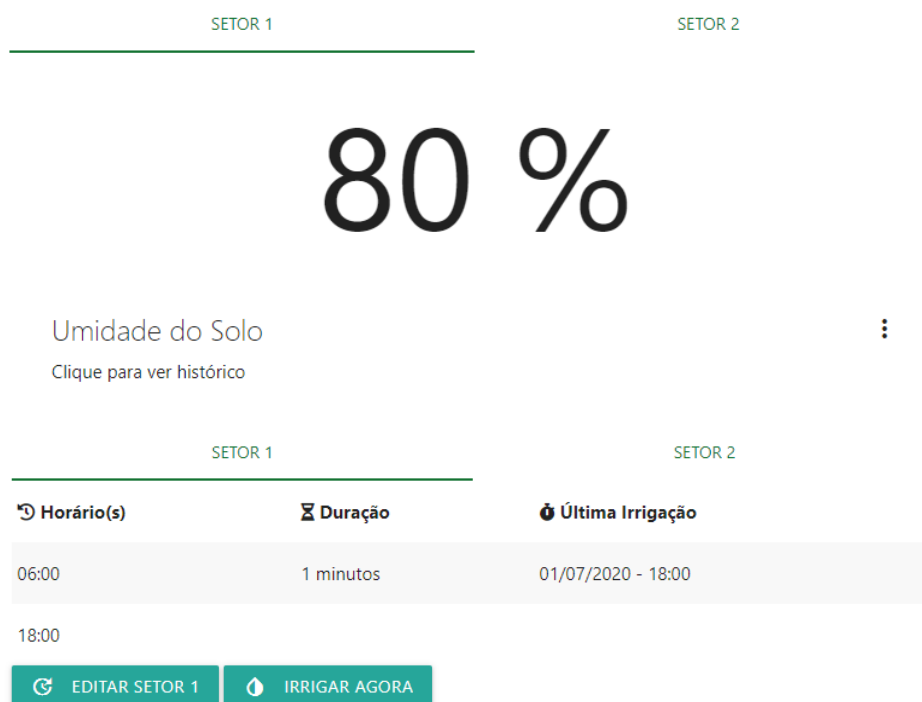 SETOR 1 SETOR 2
80 %
Umidade do Solo
Clique para ver histórico
SETOR 1 SETOR 2
Horário(s) Duração Última Irrigação
06:00 1 minutos 01/07/2020 - 18:00
18:00
EDITAR SETOR 1 IRRIGAR AGORA